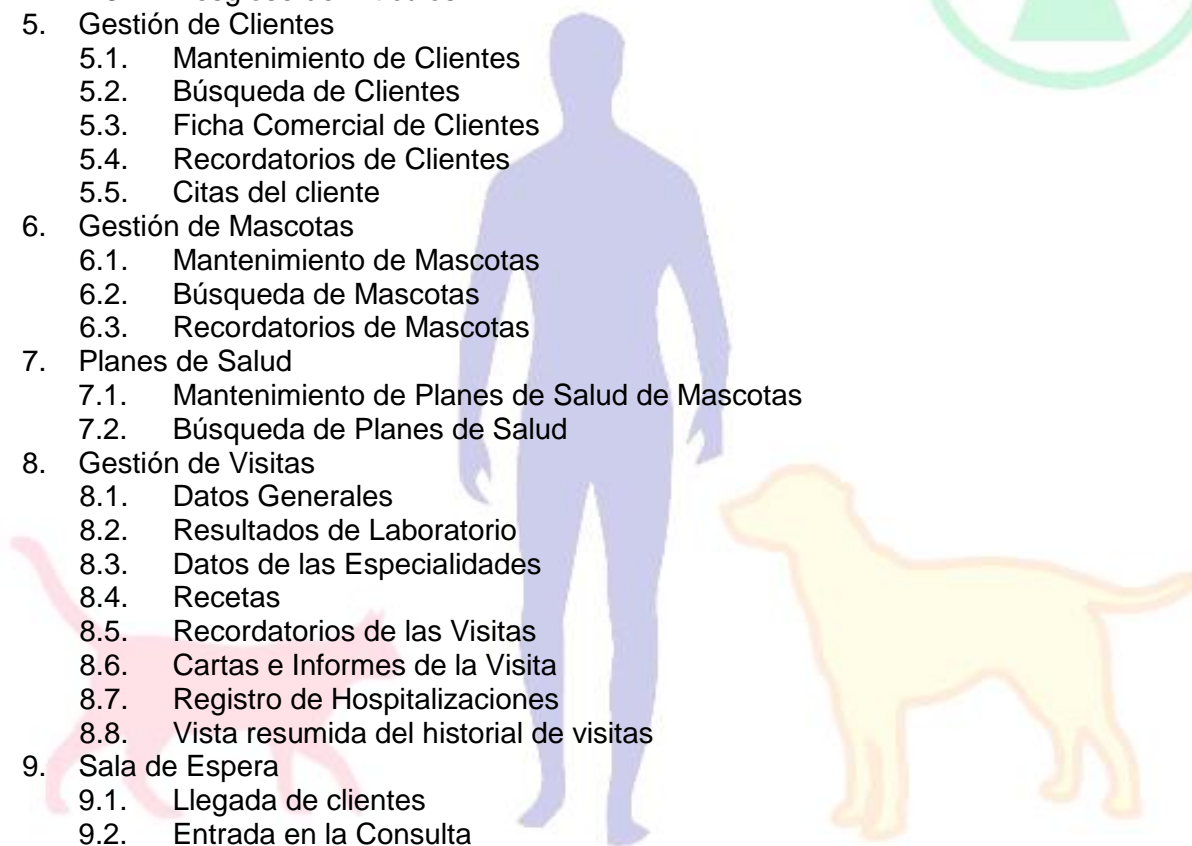 5. Gestión de Clientes
5.1. Mantenimiento de Clientes
5.2. Búsqueda de Clientes
5.3. Ficha Comercial de Clientes
5.4. Recordatorios de Clientes
5.5. Citas del cliente
6. Gestión de Mascotas
6.1. Mantenimiento de Mascotas
6.2. Búsqueda de Mascotas
6.3. Recordatorios de Mascotas
7. Planes de Salud
7.1. Mantenimiento de Planes de Salud de Mascotas
7.2. Búsqueda de Planes de Salud
8. Gestión de Visitas
8.1. Datos Generales
8.2. Resultados de Laboratorio
8.3. Datos de las Especialidades
8.4. Recetas
8.5. Recordatorios de las Visitas
8.6. Cartas e Informes de la Visita
8.7. Registro de Hospitalizaciones
8.8. Vista resumida del historial de visitas
9. Sala de Espera
9.1. Llegada de clientes
9.2. Entrada en la Consulta